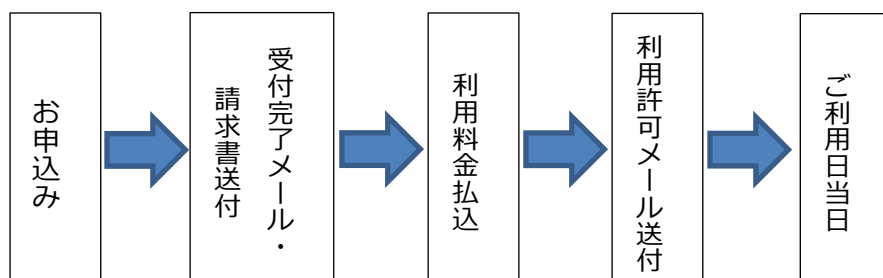 お申込み
受付完了メール・
請求書送付
利用料金払込
利用許可メール送付
ご利用日当日